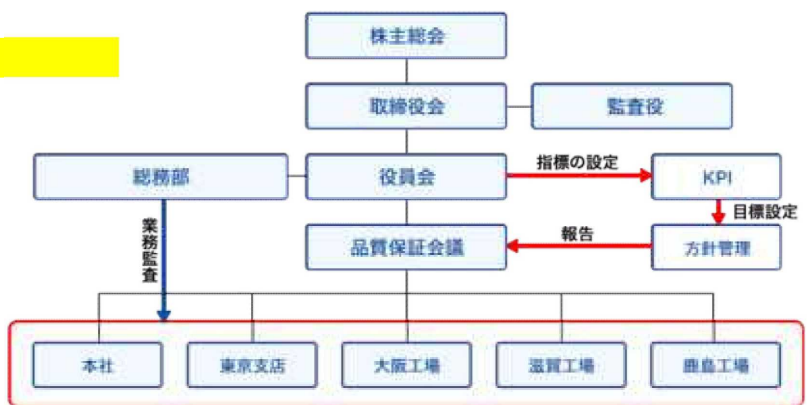 株主総会
取締役会
監査役
総務部
役員会
指標の設定
KPI
目標設定
業務監査
品質保証会議
報告
方針管理
本社
東京支店
大阪工場
滋賀工場
鹿島工場